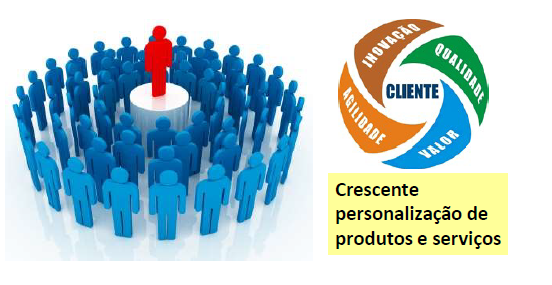 INOVAÇÃO
QUALIDADE
CLIENTE
AGILIDADE
VALOR
Crescente
personalização de
produtos e serviços